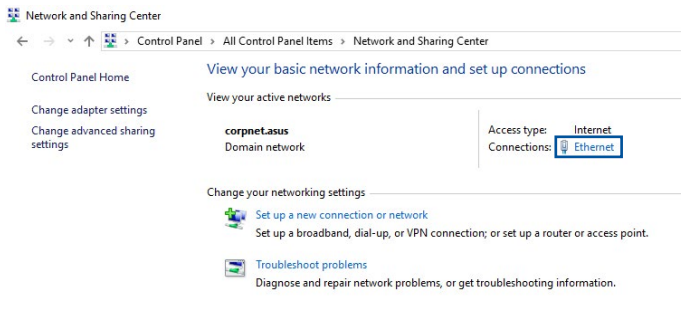 Network and Sharing Center
Control Panel > All Control Panel Items > Network and Sharing Center
Control Panel Home
Change adapter settings
Change advanced sharing
settings
View your basic network information and set up connections
View your active networks
corpnet.asus
Domain network
Access type: Internet
Connections: Ethernet
Change your networking settings
Set up a new connection or network
Set up a broadband, dial-up, or VPN connection; or set up a router or access point.
Troubleshoot problems
Diagnose and repair network problems, or get troubleshooting information.